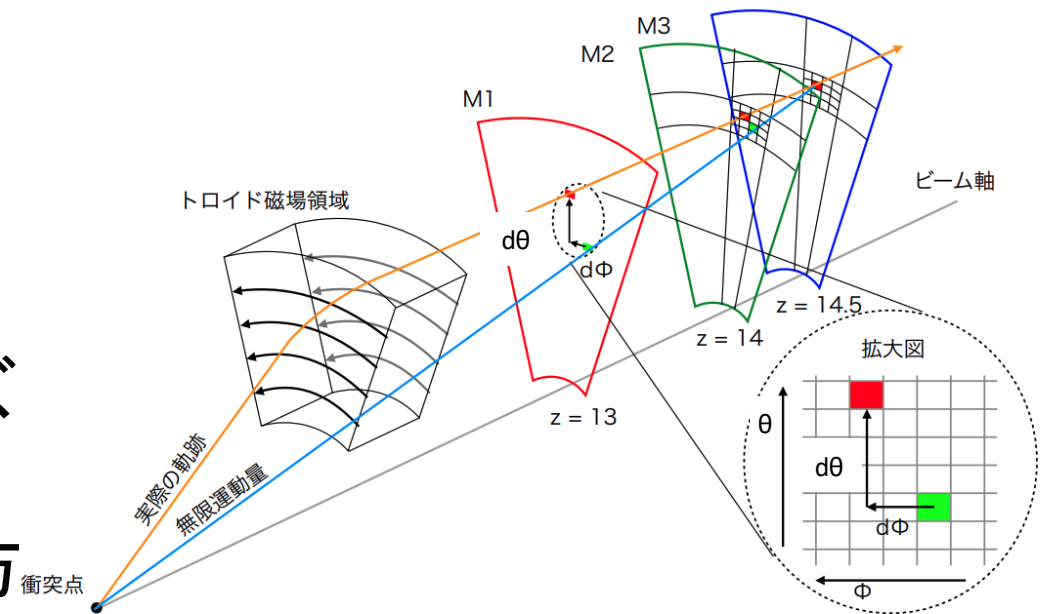 M3
M2
M1
ビーム軸
トロイド磁場領域
dθ
dΦ
z = 14.5
z = 14
z = 13
拡大図
θ
dθ
dΦ
Φ
実際の軌跡
無限運動量
衝突点